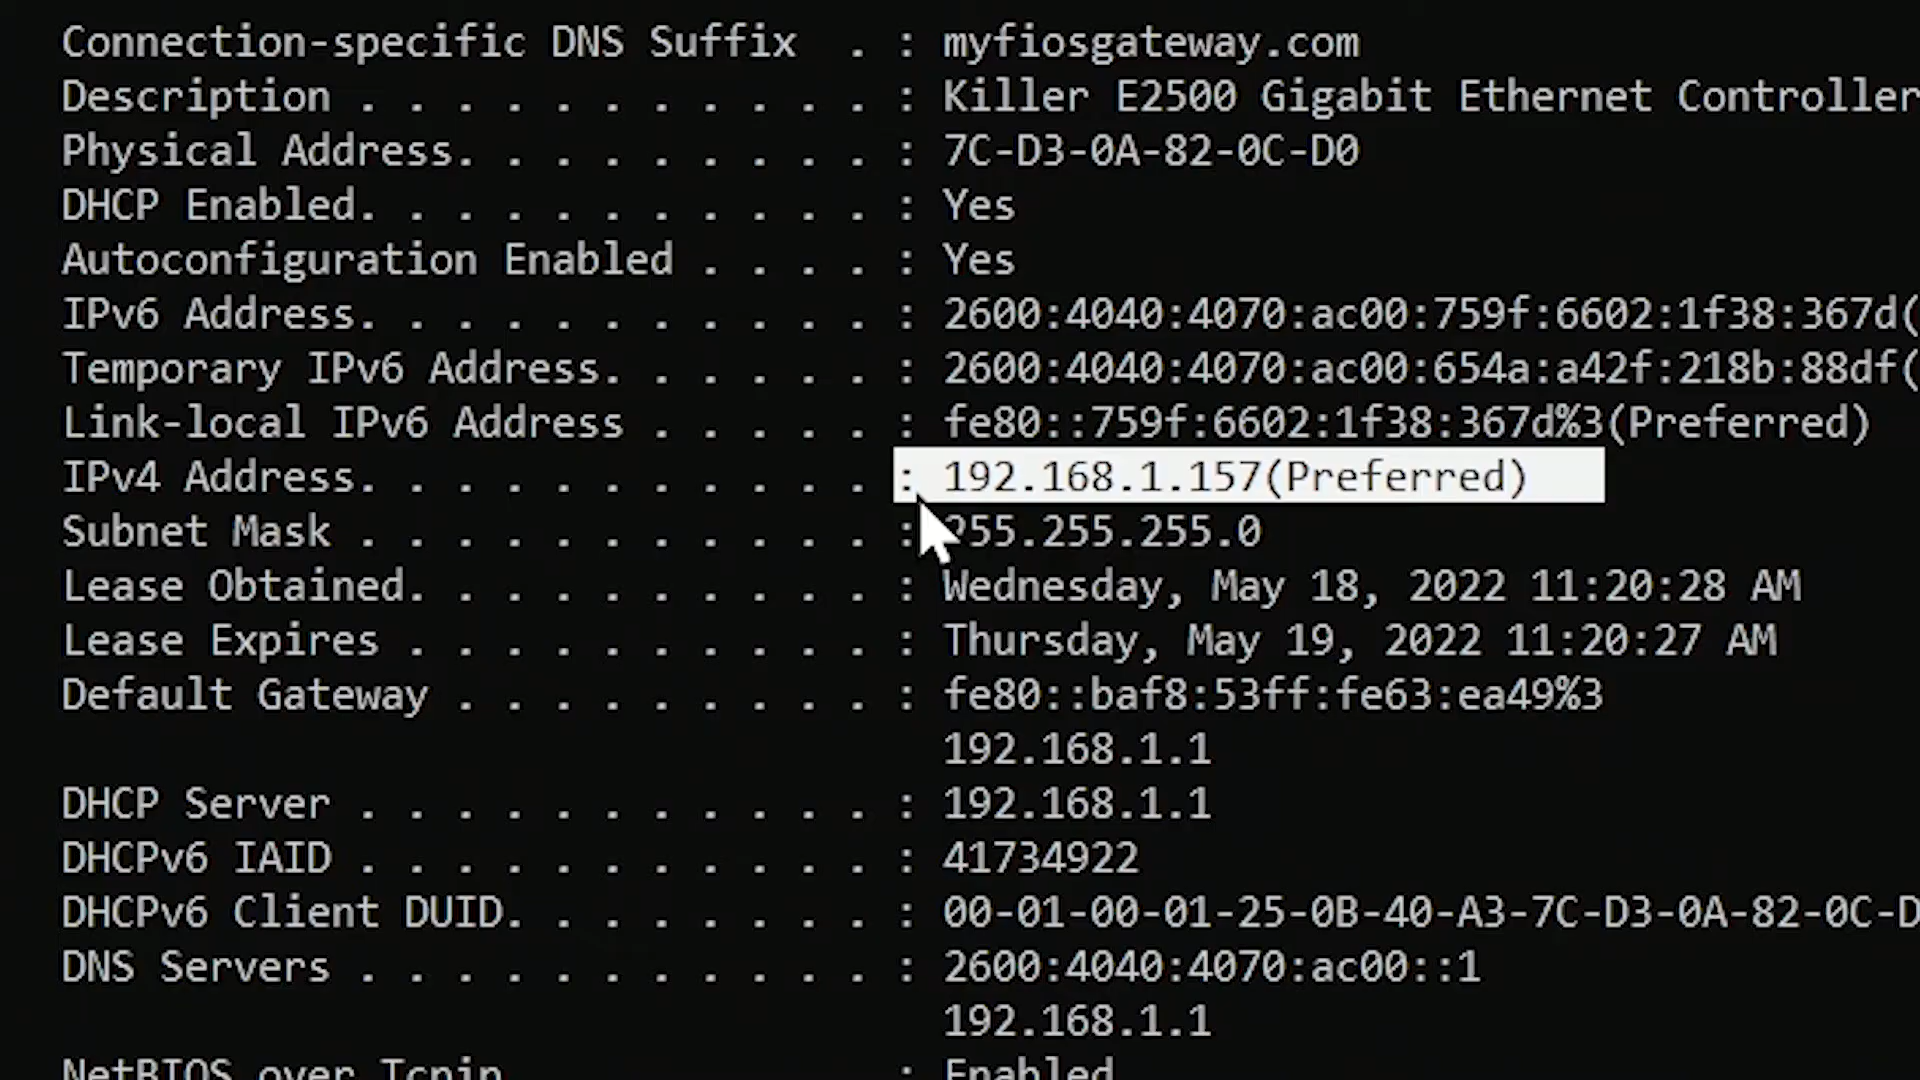 Connection-specific DNS Suffix  . : myfiosgateway.com
Description . . . . . . . . . . . : Killer E2500 Gigabit Ethernet Controller
Physical Address. . . . . . . . . : 7C-D3-0A-82-0C-D0
DHCP Enabled. . . . . . . . . . . : Yes
Autoconfiguration Enabled . . . . : Yes
IPv6 Address. . . . . . . . . . . : 2600:4040:4070:ac00:759f:6602:1f38:367d(
Temporary IPv6 Address. . . . . . : 2600:4040:4070:ac00:654a:a42f:218b:88df(
Link-local IPv6 Address . . . . . : fe80::759f:6602:1f38:367d%3(Preferred)
IPv4 Address. . . . . . . . . . . : 192.168.1.157(Preferred)
Subnet Mask . . . . . . . . . . . : 255.255.255.0
Lease Obtained. . . . . . . . . . : Wednesday, May 18, 2022 11:20:28 AM
Lease Expires . . . . . . . . . . : Thursday, May 19, 2022 11:20:27 AM
Default Gateway . . . . . . . . . : fe80::baf8:53ff:fe63:ea49%3
192.168.1.1
DHCP Server . . . . . . . . . . . : 192.168.1.1
DHCPv6 IAID . . . . . . . . . . . : 41734922
DHCPv6 Client DUID. . . . . . . . : 00-01-00-01-25-0B-40-A3-7C-D3-0A-82-0C-D
DNS Servers . . . . . . . . . . . : 2600:4040:4070:ac00::1
192.168.1.1
NetBIOS over Tcpip : Enabled